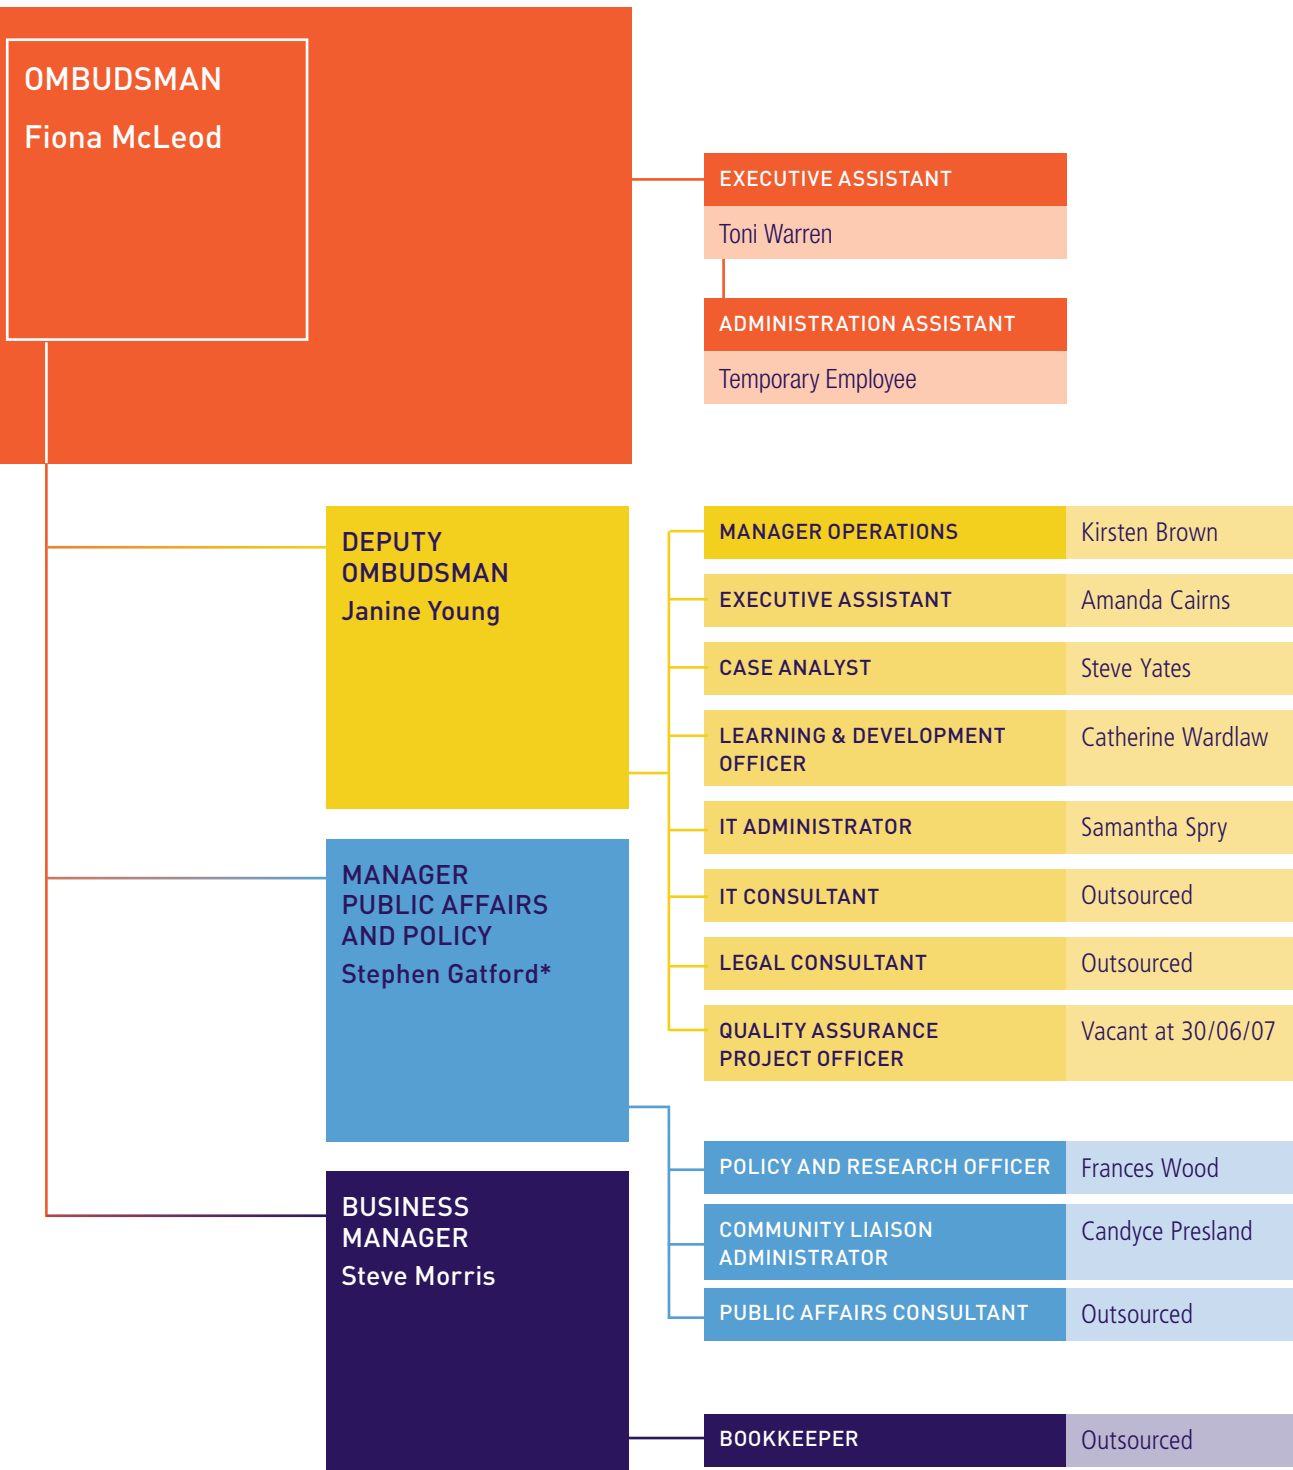 OMBUDSMAN
Fiona McLeod
EXECUTIVE ASSISTANT
Toni Warren
ADMINISTRATION ASSISTANT
Temporary Employee
DEPUTY
OMBUDSMAN
Janine Young
MANAGER OPERATIONS Kirsten Brown
EXECUTIVE ASSISTANT Amanda Cairns
CASE ANALYST Steve Yates
LEARNING & DEVELOPMENT Catherine Wardlaw
OFFICER
IT ADMINISTRATOR Samantha Spry
IT CONSULTANT Outsourced
LEGAL CONSULTANT Outsourced
QUALITY ASSURANCE Vacant at 30/06/07
PROJECT OFFICER
MANAGER
PUBLIC AFFAIRS
AND POLICY
Stephen Gatford*
POLICY AND RESEARCH OFFICER Frances Wood
COMMUNITY LIAISON Candyce Presland
ADMINISTRATOR
PUBLIC AFFAIRS CONSULTANT Outsourced
BUSINESS
MANAGER
Steve Morris
BOOKKEEPER Outsourced